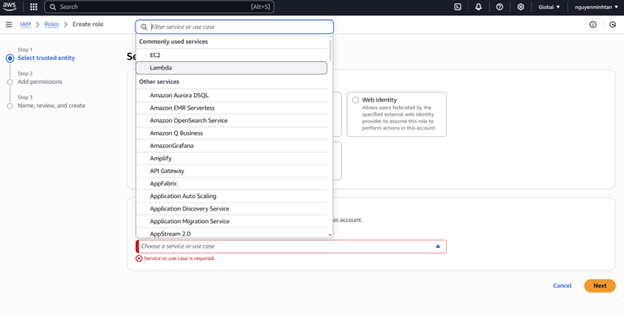 aws
Search
[Alt+S]
Global
nguyenminhtan
IAM
Roles
Create role
Step 1
Select trusted entity
Step 2
Add permissions
Step 3
Name, review, and create
Filter service or use case
Commonly used services
EC2
Lambda
Other services
Amazon Aurora DSQL
Amazon EMR Serverless
Amazon OpenSearch Service
Amazon Q Business
AmazonGrafana
Amplify
API Gateway
AppFabric
Application Auto Scaling
Application Discovery Service
Application Migration Service
AppStream 2.0
Se
Web identity
Allows users federated by the
specified external web identity
provider to assume this role to
perform actions in this account.
is account.
Choose a service or use case
Service or use case is required.
Cancel
Next